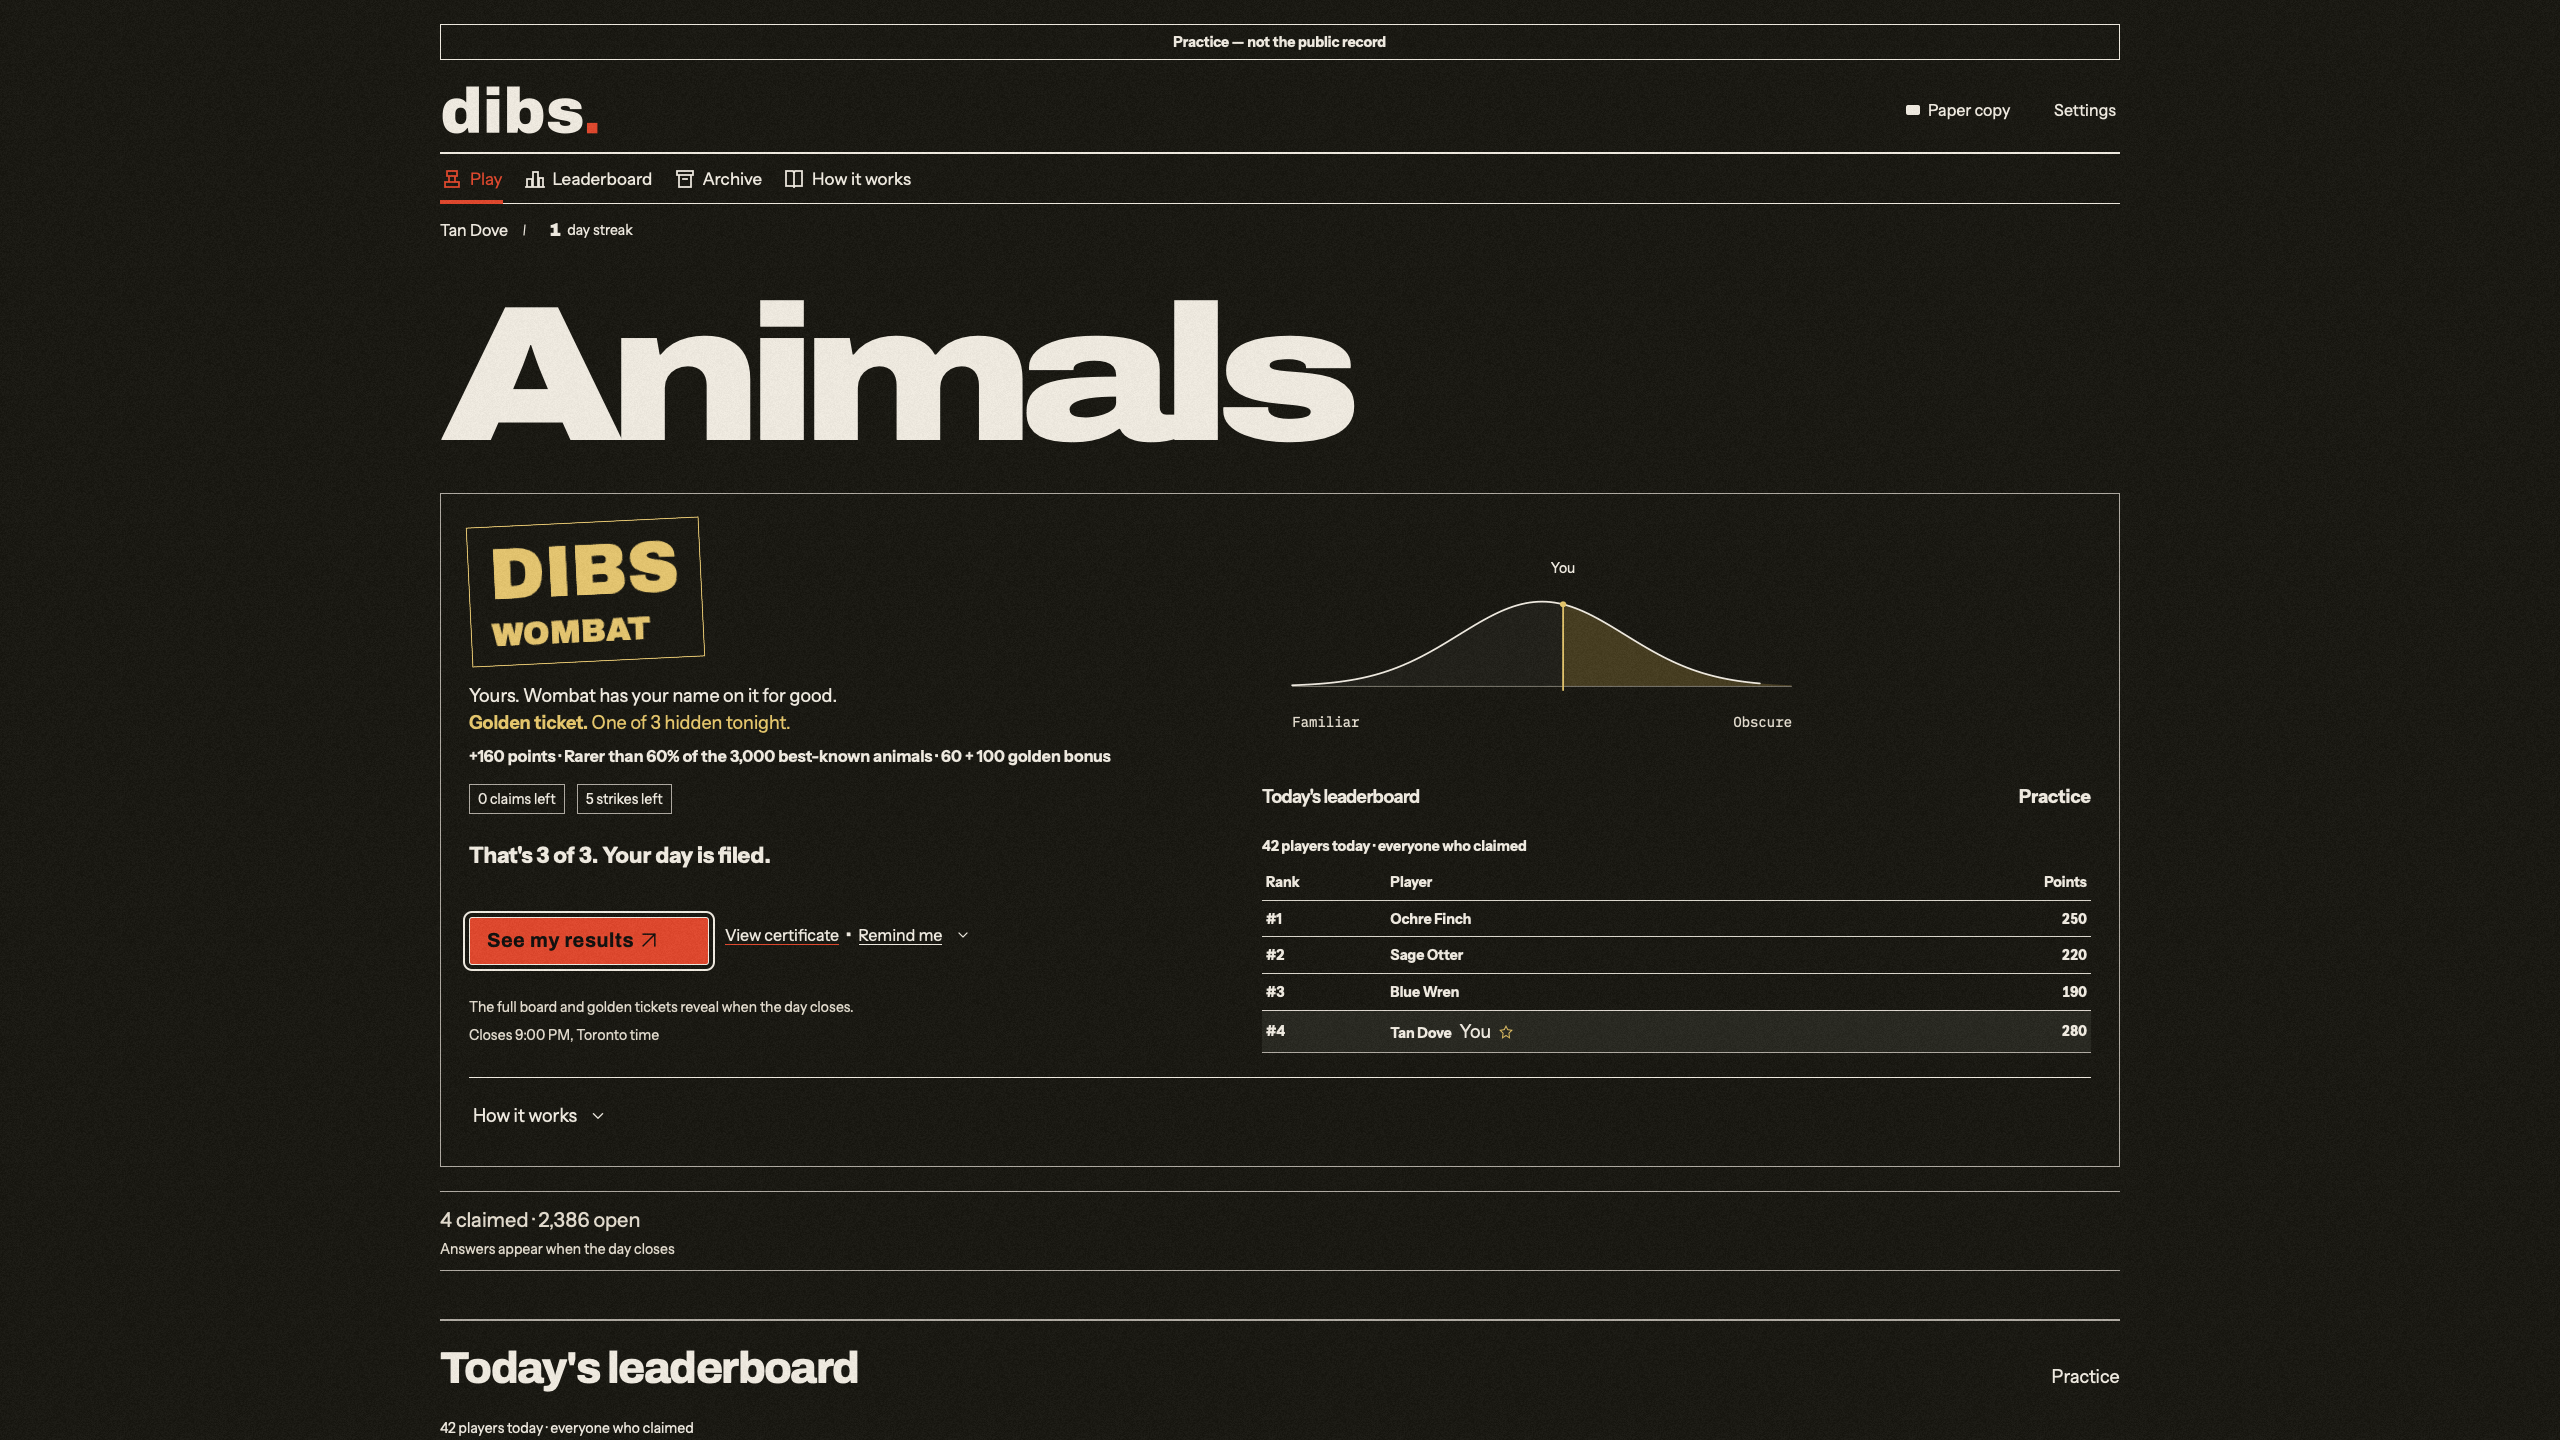 Practice — not the public record
dibs.
Paper copy
Settings
Play
Leaderboard
Archive
How it works
Tan Dove / 1 day streak
Animals
DIBS
WOMBAT
Yours. Wombat has your name on it for good.
Golden ticket. One of 3 hidden tonight.
+160 points · Rarer than 60% of the 3,000 best-known animals · 60 + 100 golden bonus
0 claims left
5 strikes left
That's 3 of 3. Your day is filed.
See my results
View certificate · Remind me
The full board and golden tickets reveal when the day closes.
Closes 9:00 PM, Toronto time
You
Familiar
Obscure
Today's leaderboard
Practice
42 players today · everyone who claimed
Rank Player Points
#1 Ochre Finch 250
#2 Sage Otter 220
#3 Blue Wren 190
#4 Tan Dove You 280
How it works
4 claimed · 2,386 open
Answers appear when the day closes
Today's leaderboard
Practice
42 players today · everyone who claimed